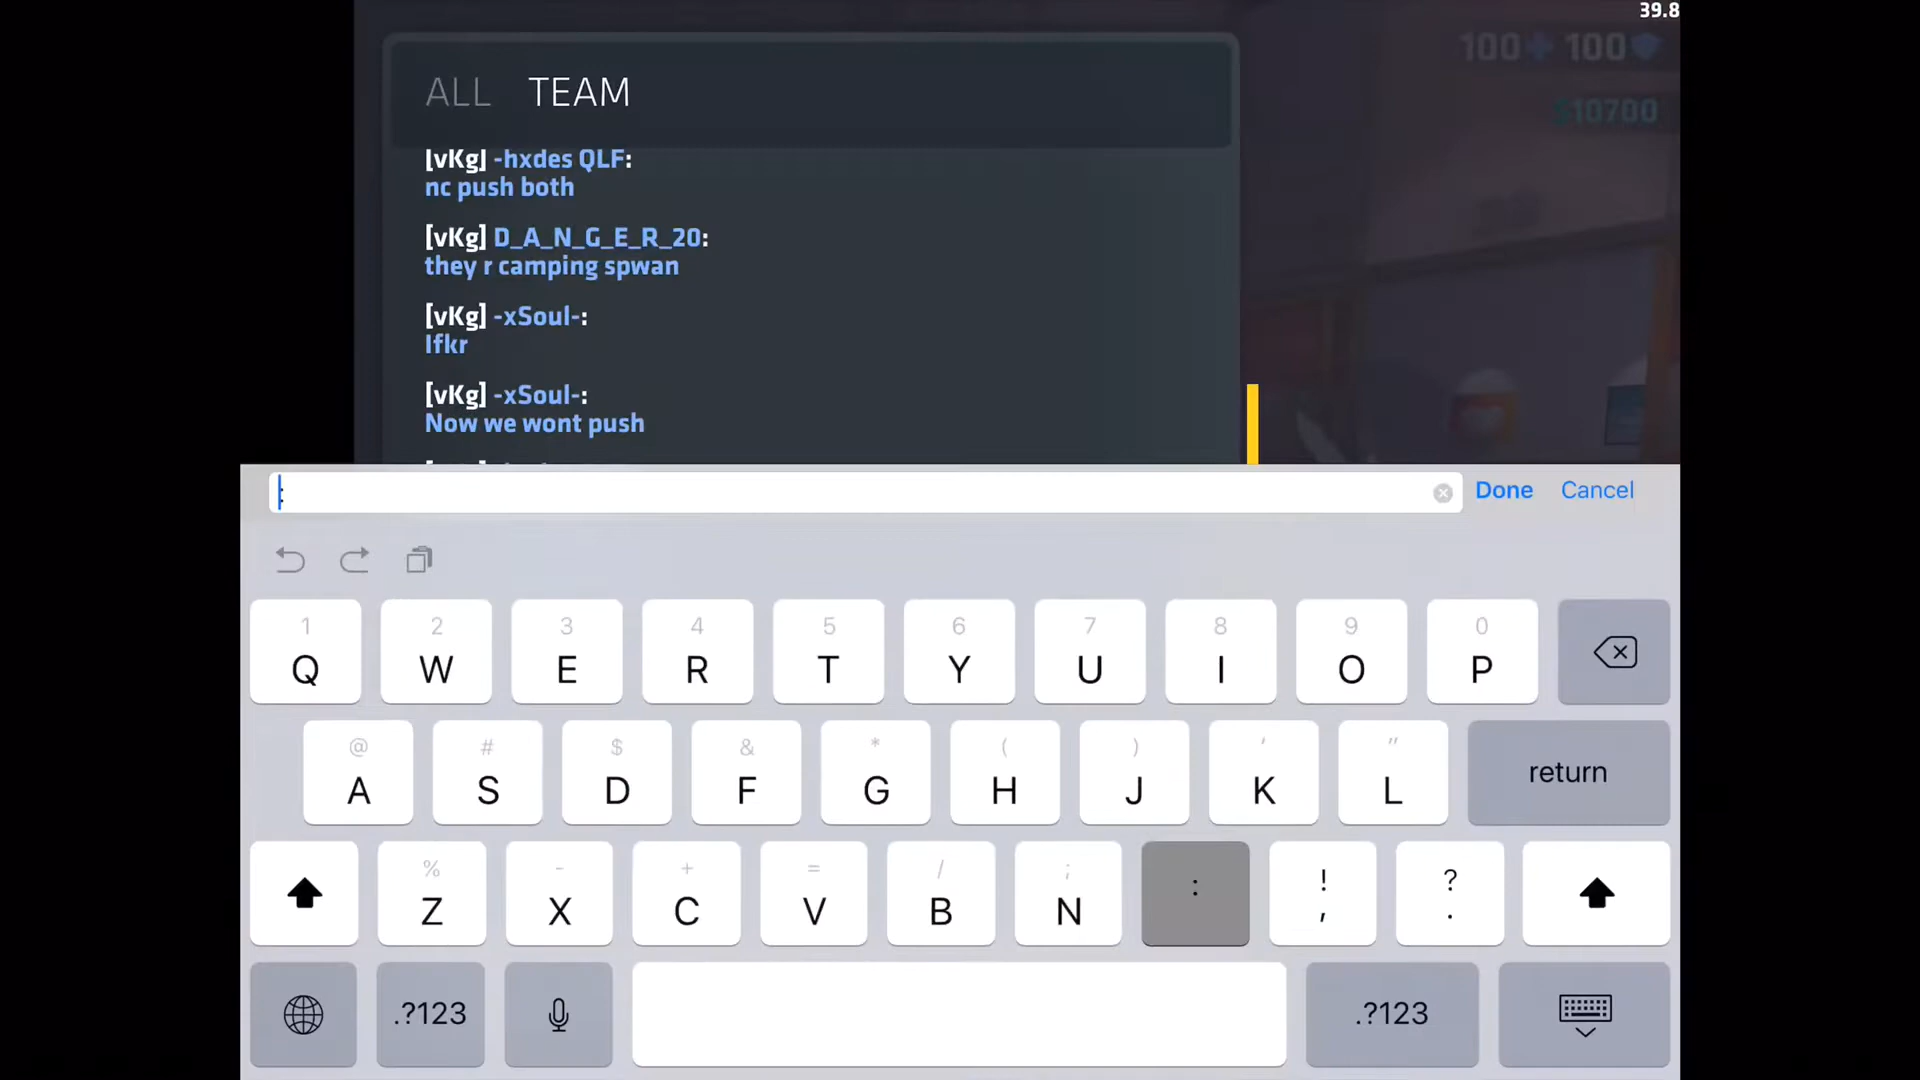 39.8
100 100
$10700
ALL TEAM
[vKg] -hxdes QLF:
nc push both
[vKg] D_A_N_G_E_R_20:
they r camping spwan
[vKg] -xSoul-:
Ifkr
[vKg] -xSoul-:
Now we wont push
:
Done Cancel
1 2 3 4 5 6 7 8 9 0
Q W E R T Y U I O P
@ # $ & * ( ) ' "
A S D F G H J K L return
% - + = / ; : ! ?
Z X C V B N , .
.?123 .?123